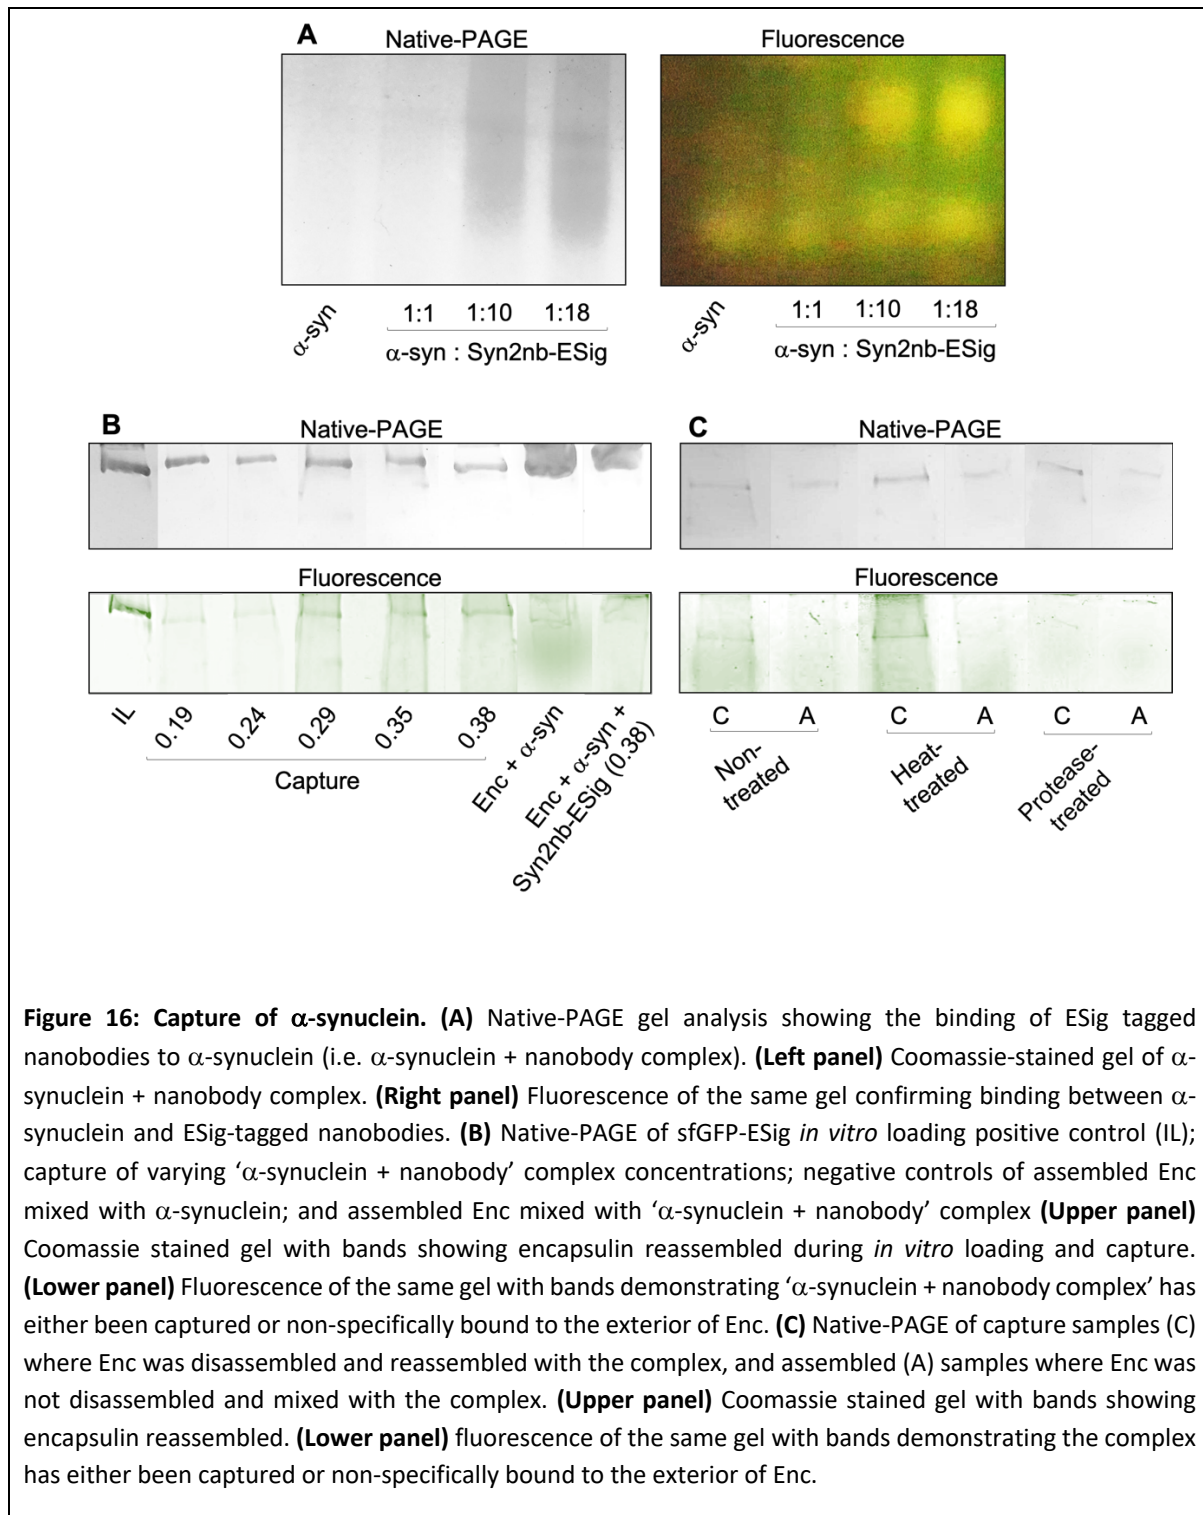 A
Native-PAGE
Fluorescence
α-syn
1:1
1:10
1:18
α-syn : Syn2nb-ESig
α-syn
1:1
1:10
1:18
α-syn : Syn2nb-ESig
B
Native-PAGE
Fluorescence
IL
0.19
0.24
0.29
0.35
0.38
Capture
Enc + α-syn
Enc + α-syn +
Syn2nb-ESig (0.38)
C
Native-PAGE
Fluorescence
C
A
C
A
C
A
Non-
treated
Heat-
treated
Protease-
treated
Figure 16: Capture of α-synuclein. (A) Native-PAGE gel analysis showing the binding of ESig tagged
nanobodies to α-synuclein (i.e. α-synuclein + nanobody complex). (Left panel) Coomassie-stained gel of α-
synuclein + nanobody complex. (Right panel) Fluorescence of the same gel confirming binding between α-
synuclein and ESig-tagged nanobodies. (B) Native-PAGE of sfGFP-ESig in vitro loading positive control (IL);
capture of varying ‘α-synuclein + nanobody’ complex concentrations; negative controls of assembled Enc
mixed with α-synuclein; and assembled Enc mixed with ‘α-synuclein + nanobody’ complex (Upper panel)
Coomassie stained gel with bands showing encapsulin reassembled during in vitro loading and capture.
(Lower panel) Fluorescence of the same gel with bands demonstrating ‘α-synuclein + nanobody complex’ has
either been captured or non-specifically bound to the exterior of Enc. (C) Native-PAGE of capture samples (C)
where Enc was disassembled and reassembled with the complex, and assembled (A) samples where Enc was
not disassembled and mixed with the complex. (Upper panel) Coomassie stained gel with bands showing
encapsulin reassembled. (Lower panel) fluorescence of the same gel with bands demonstrating the complex
has either been captured or non-specifically bound to the exterior of Enc.